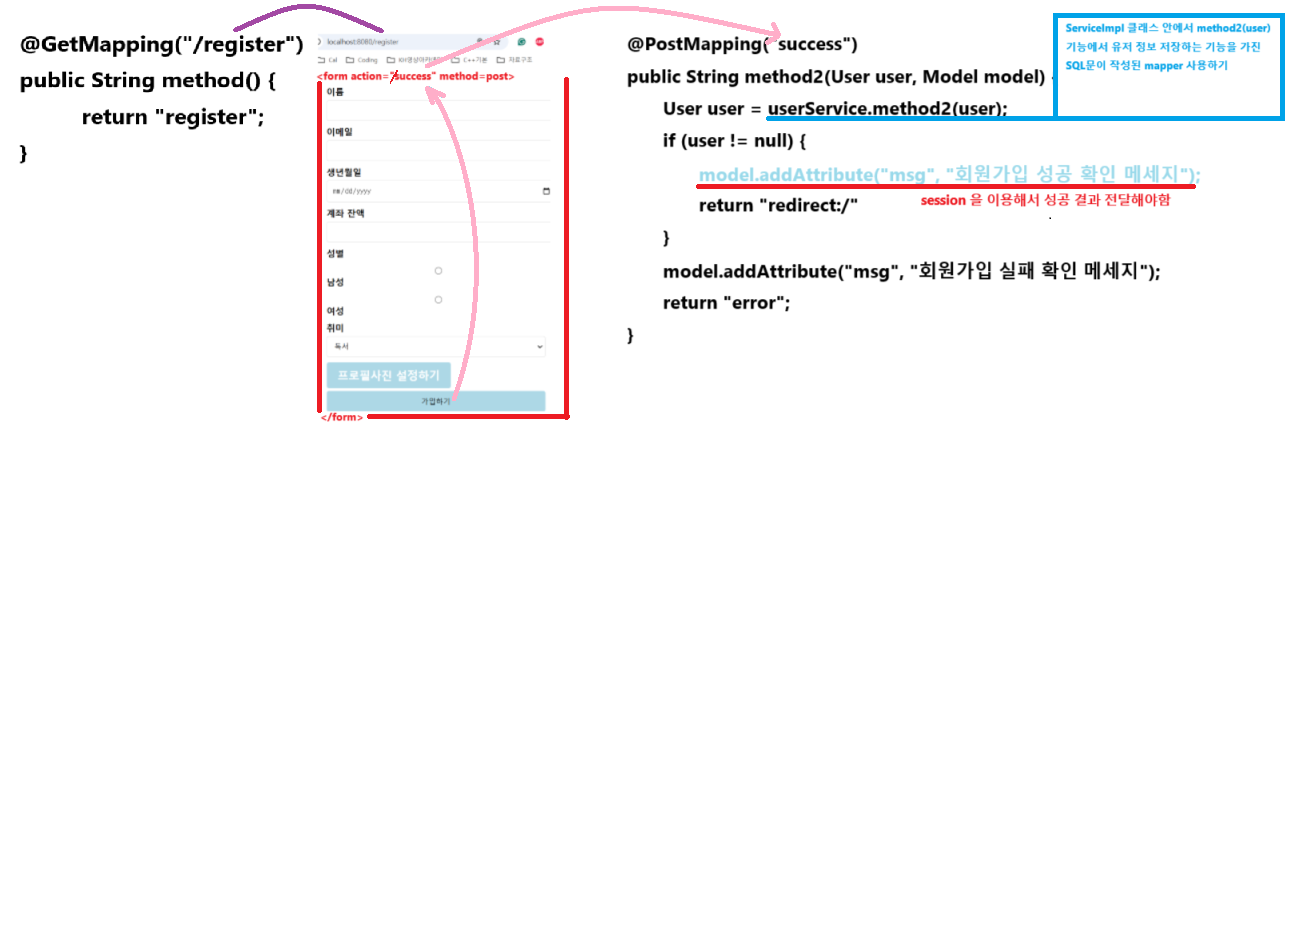 @GetMapping("/register")
public String method() {
return "register";
}
localhost:8080/register
Cal Coding KH영상아카데미 C++기본 자료구조
<form action="/success" method=post>
이름
이메일
생년월일
mm/dd/yyyy
계좌 잔액
성별
남성
여성
취미
독서
프로필사진 설정하기
가입하기
</form>
@PostMapping("success")
public String method2(User user, Model model) {
User user = userService.method2(user);
if (user != null) {
model.addAttribute("msg", "회원가입 성공 확인 메세지");
return "redirect:/"
session 을 이용해서 성공 결과 전달해야함
}
model.addAttribute("msg", "회원가입 실패 확인 메세지");
return "error";
}
ServiceImpl 클래스 안에서 method2(user)
기능에서 유저 정보 저장하는 기능을 가진
SQL문이 작성된 mapper 사용하기